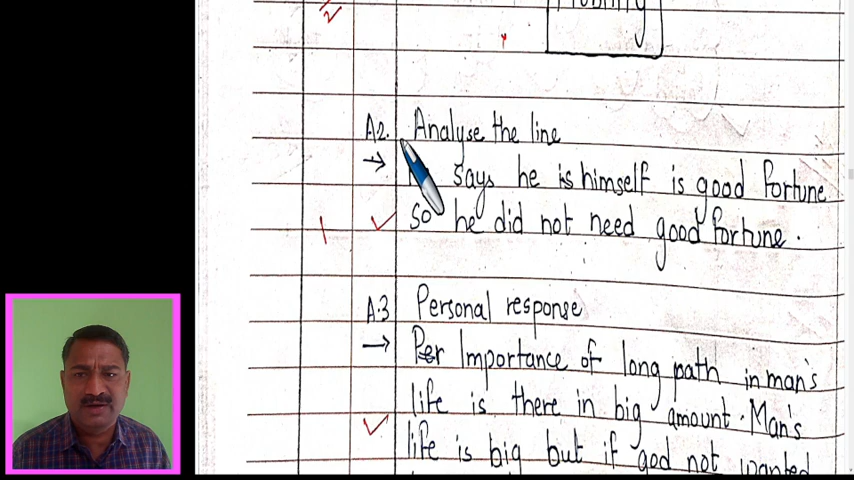 2
A2. Analyse the line
→ says he is himself is good fortune
1 So he did not need good fortune.
A.3 Personal response
→ Per Importance of long path in man's
life is there in big amount. Man's
life is big but if god not wanted